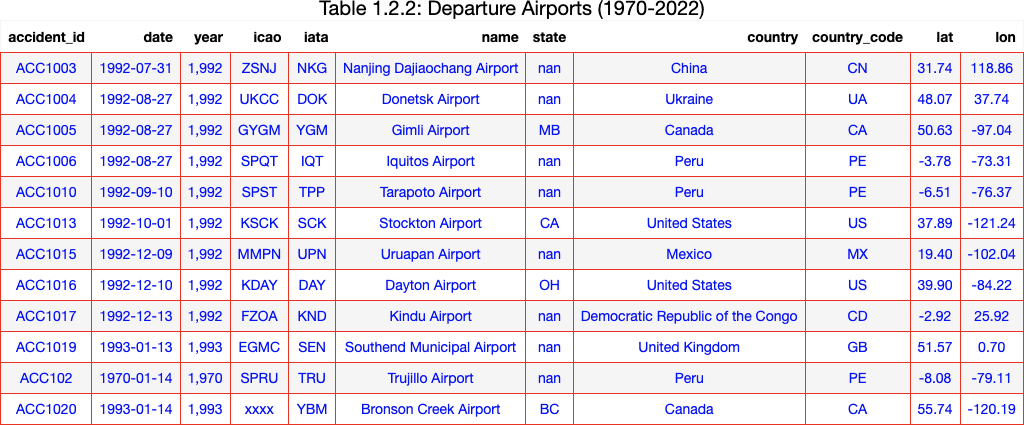 Table 1.2.2: Departure Airports (1970-2022)
accident_id date year icao iata name state country country_code lat lon
ACC1003 1992-07-31 1,992 ZSNJ NKG Nanjing Dajiaochang Airport nan China CN 31.74 118.86
ACC1004 1992-08-27 1,992 UKCC DOK Donetsk Airport nan Ukraine UA 48.07 37.74
ACC1005 1992-08-27 1,992 GYGM YGM Gimli Airport MB Canada CA 50.63 -97.04
ACC1006 1992-08-27 1,992 SPQT IQT Iquitos Airport nan Peru PE -3.78 -73.31
ACC1010 1992-09-10 1,992 SPST TPP Tarapoto Airport nan Peru PE -6.51 -76.37
ACC1013 1992-10-01 1,992 KSCK SCK Stockton Airport CA United States US 37.89 -121.24
ACC1015 1992-12-09 1,992 MMPN UPN Uruapan Airport nan Mexico MX 19.40 -102.04
ACC1016 1992-12-10 1,992 KDAY DAY Dayton Airport OH United States US 39.90 -84.22
ACC1017 1992-12-13 1,992 FZOA KND Kindu Airport nan Democratic Republic of the Congo CD -2.92 25.92
ACC1019 1993-01-13 1,993 EGMC SEN Southend Municipal Airport nan United Kingdom GB 51.57 0.70
ACC102 1970-01-14 1,970 SPRU TRU Trujillo Airport nan Peru PE -8.08 -79.11
ACC1020 1993-01-14 1,993 xxxx YBM Bronson Creek Airport BC Canada CA 55.74 -120.19